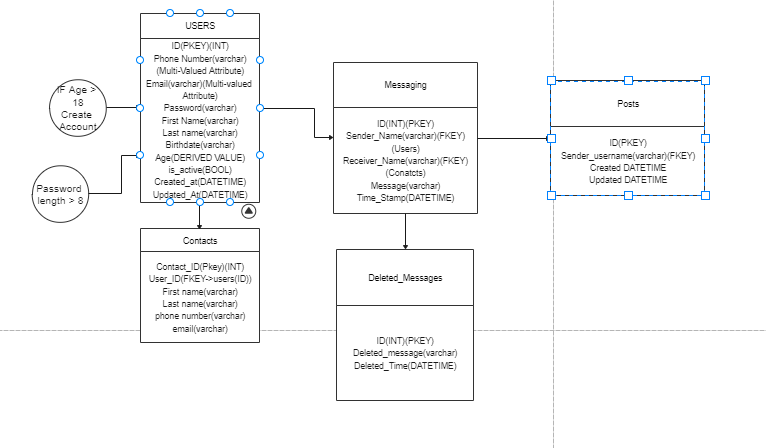 USERS
ID(PKEY)(INT)
Phone Number(varchar)
(Multi-Valued Attribute)
Email(varchar)(Multi-valued
Attribute)
Password(varchar)
First Name(varchar)
Last name(varchar)
Birthdate(varchar)
Age(DERIVED VALUE)
is_active(BOOL)
Created_at(DATETIME)
Updated_At(DATETIME)
IF Age >
18
Create
Account
Password
length > 8
Contacts
Contact_ID(Pkey)(INT)
User_ID(FKEY->users(ID))
First name(varchar)
Last name(varchar)
phone number(varchar)
email(varchar)
Messaging
ID(INT)(PKEY)
Sender_Name(varchar)(FKEY)
(Users)
Receiver_Name(varchar)(FKEY)
(Conatcts)
Message(varchar)
Time_Stamp(DATETIME)
Deleted_Messages
ID(INT)(PKEY)
Deleted_message(varchar)
Deleted_Time(DATETIME)
Posts
ID(PKEY)
Sender_username(varchar)(FKEY)
Created DATETIME
Updated DATETIME